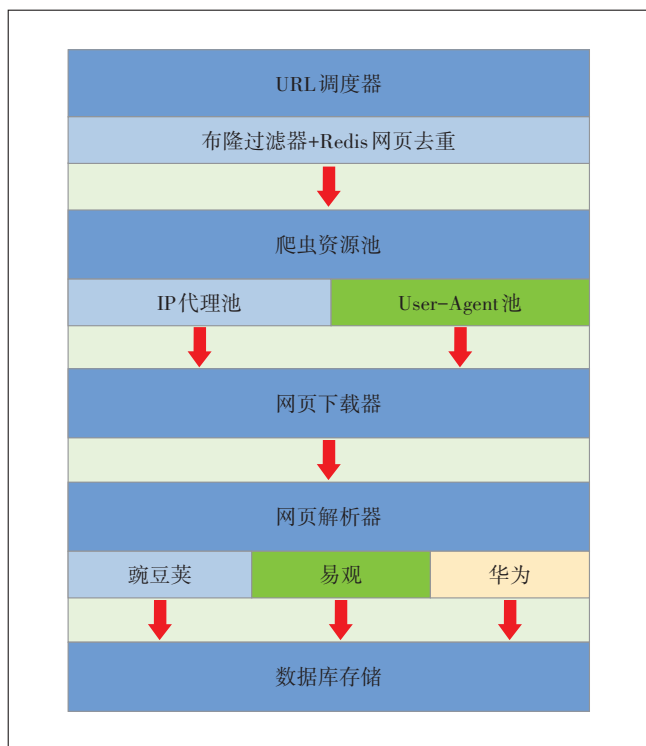 URL调度器
布隆过滤器+Redis网页去重
爬虫资源池
IP代理池
User-Agent池
网页下载器
网页解析器
豌豆荚
易观
华为
数据库存储